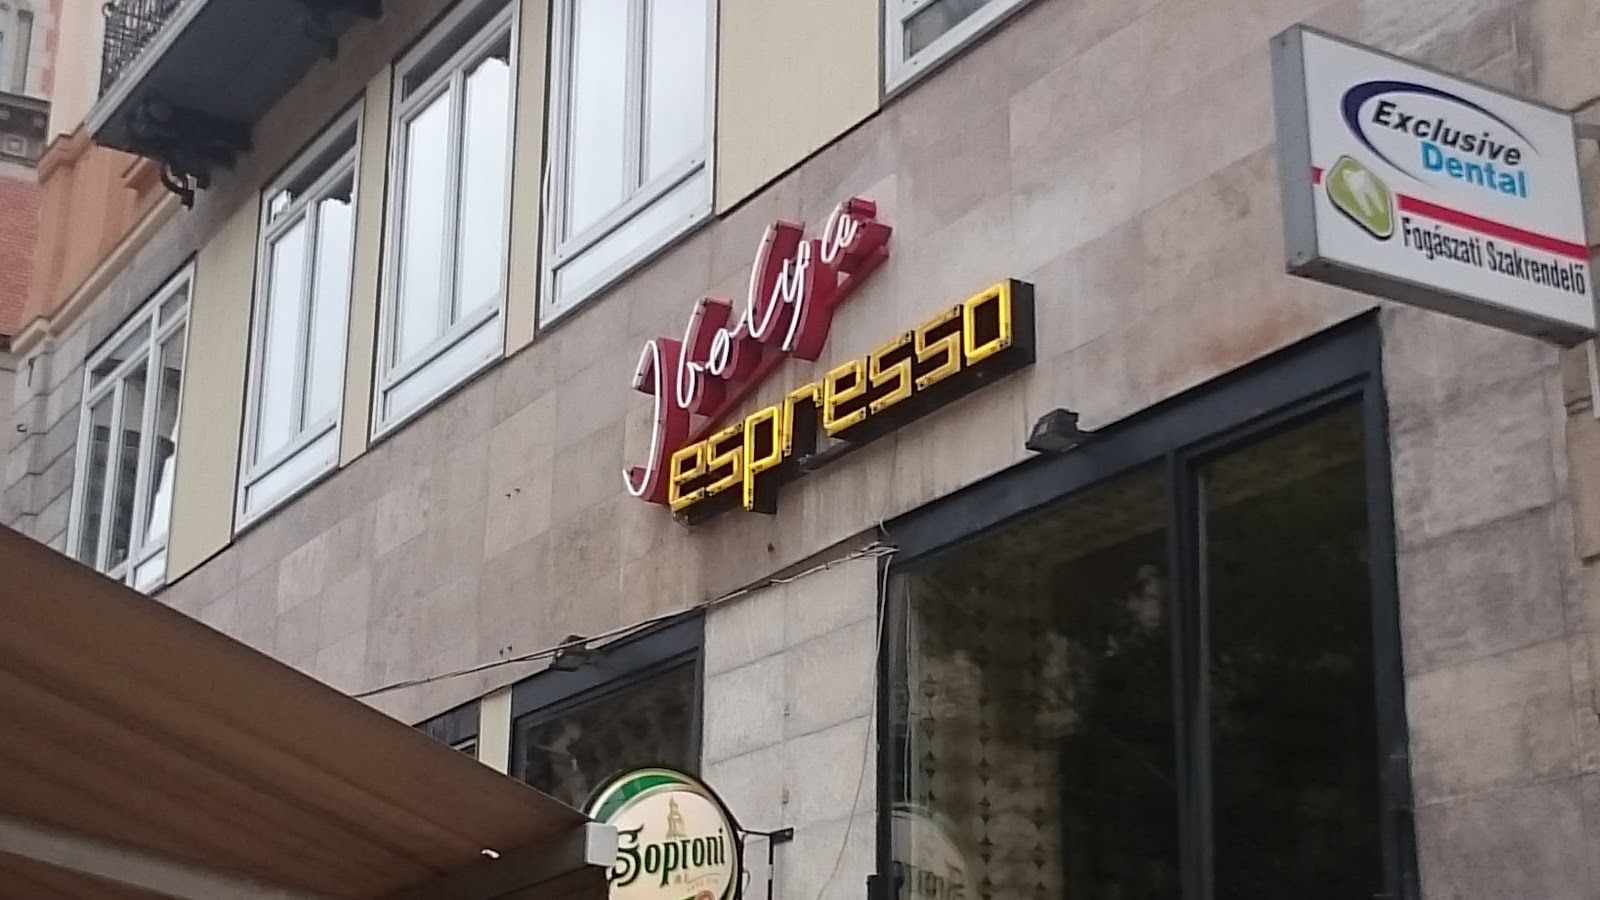 Ibolya
espresso
Exclusive
Dental
Fogászati Szakrendelő
Soproni